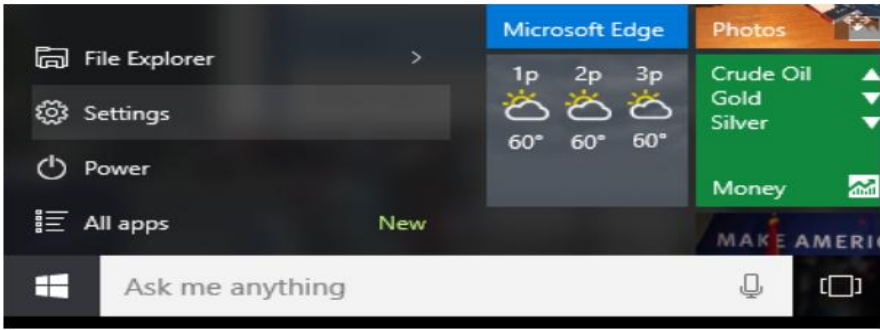 File Explorer >
Settings
Power
All apps New
Ask me anything
Microsoft Edge
1p 2p 3p
60° 60° 60°
Photos
Crude Oil
Gold
Silver
Money
MAKE